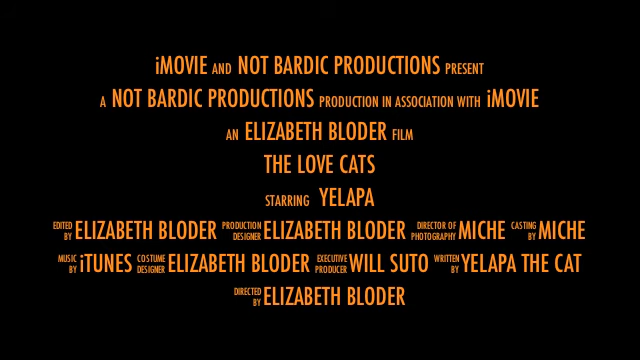 iMOVIE AND NOT BARDIC PRODUCTIONS PRESENT
A NOT BARDIC PRODUCTIONS PRODUCTION IN ASSOCIATION WITH iMOVIE
AN ELIZABETH BLODER FILM
THE LOVE CATS
STARRING YELAPA
EDITED BY ELIZABETH BLODER PRODUCTION DESIGNER ELIZABETH BLODER DIRECTOR OF PHOTOGRAPHY MICHE CASTING BY MICHE
MUSIC BY iTUNES COSTUME DESIGNER ELIZABETH BLODER EXECUTIVE PRODUCER WILL SUTO WRITTEN BY YELAPA THE CAT
DIRECTED BY ELIZABETH BLODER